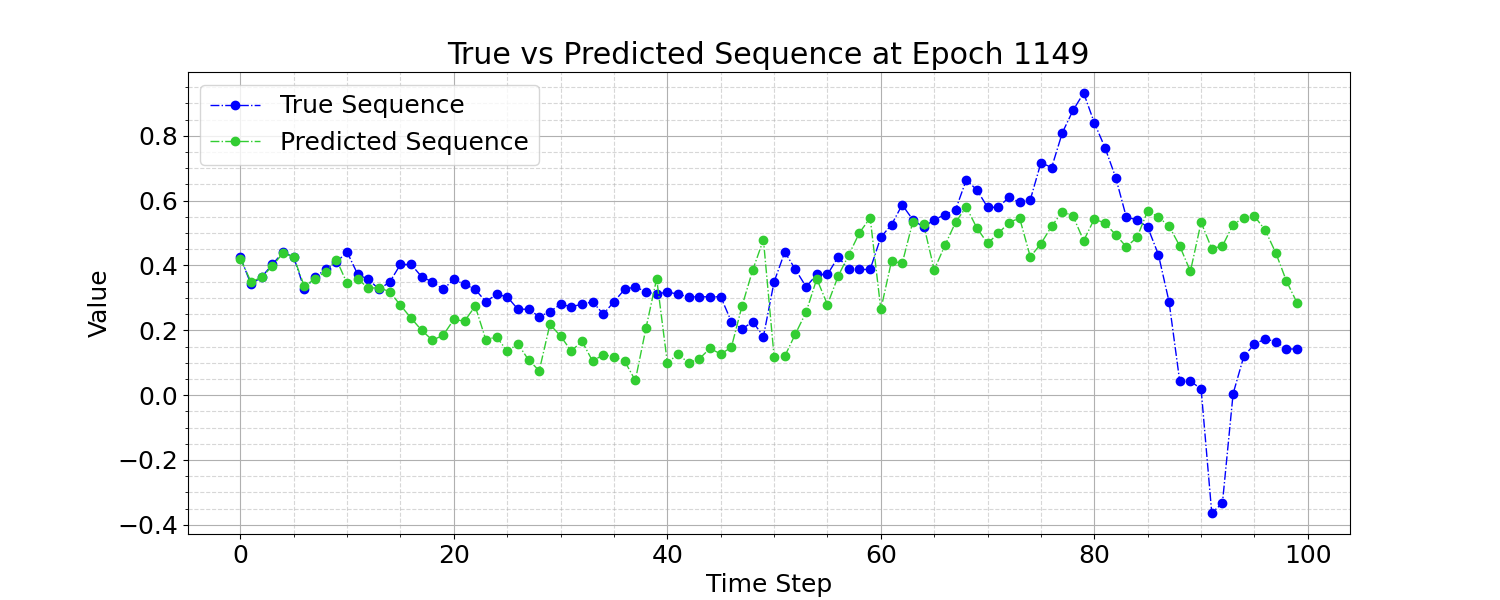 True vs Predicted Sequence at Epoch 1149
True Sequence
Predicted Sequence
0.8
0.6
0.4
0.2
0.0
−0.2
−0.4
Value
0 20 40 60 80 100
Time Step